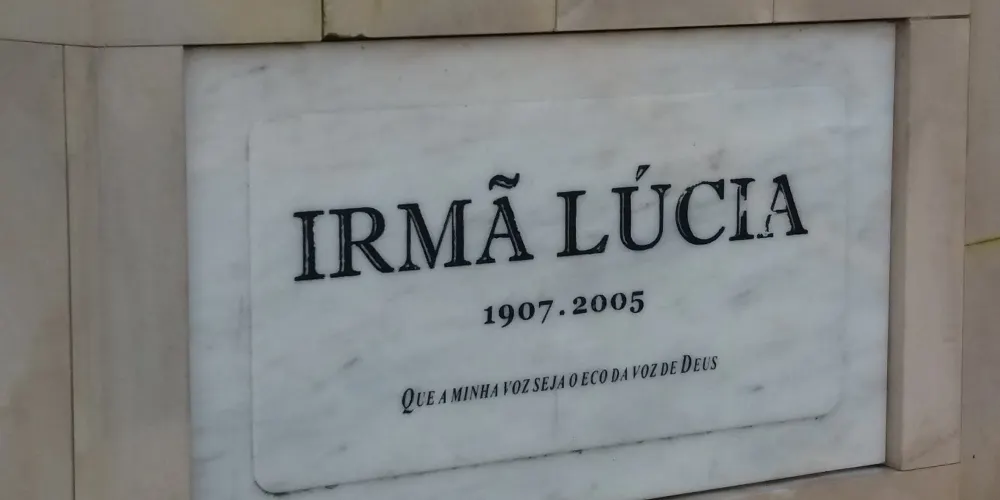 IRMÃ LÚCIA
1907.2005
QUE A MINHA VOZ SEJA O ECO DA VOZ DE DEUS